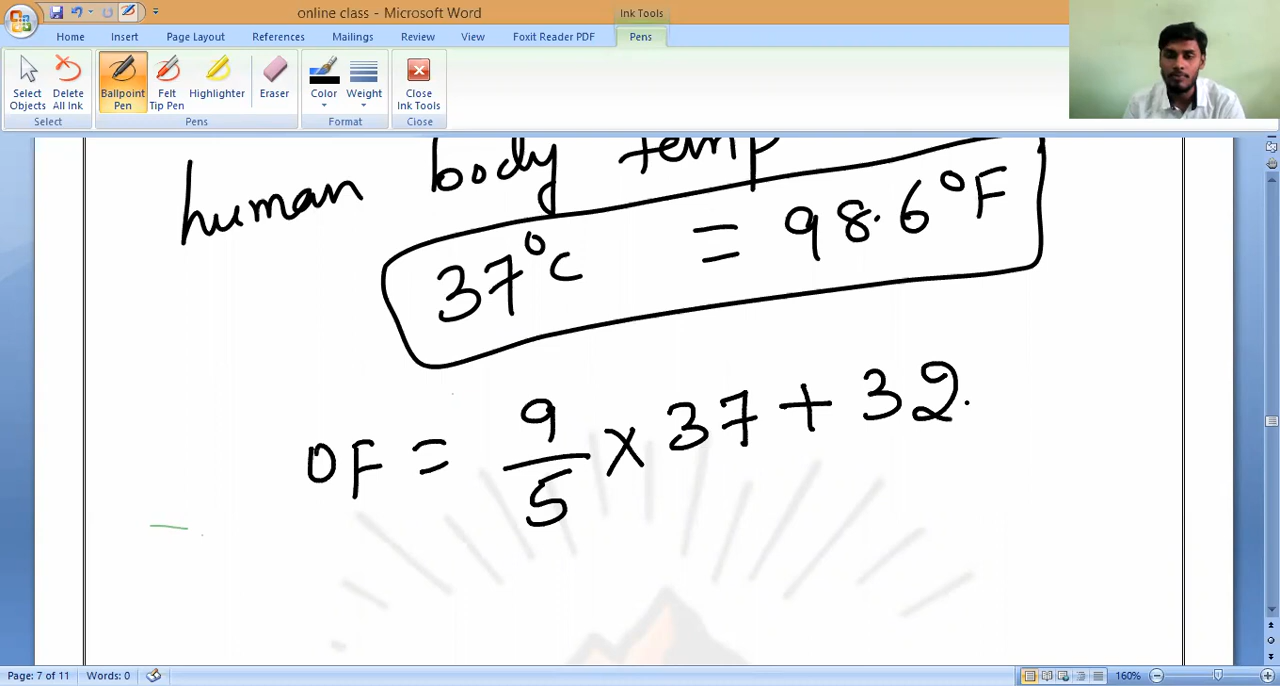 online class - Microsoft Word
Ink Tools
Home Insert Page Layout References Mailings Review View Foxit Reader PDF Pens
Select Objects Delete All Ink Ballpoint Pen Felt Tip Pen Highlighter Eraser Color Weight Close Ink Tools
Select Pens Format Close
human body temp
37°C = 98.6°F
0F = 9/5 × 37 + 32.
Page: 7 of 11 Words: 0 160%